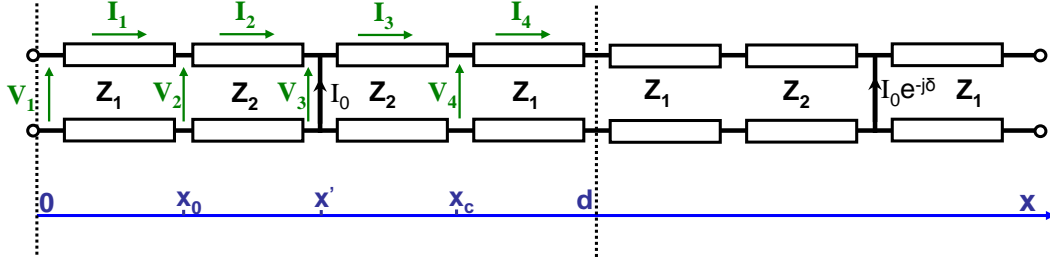 I₁ I₂ I₃ I₄
V₁ Z₁ V₂ Z₂ V₃ I₀ Z₂ V₄ Z₁ Z₁ Z₂ I₀e⁻ʲᵟ Z₁
0 x₀ x' x_c d x